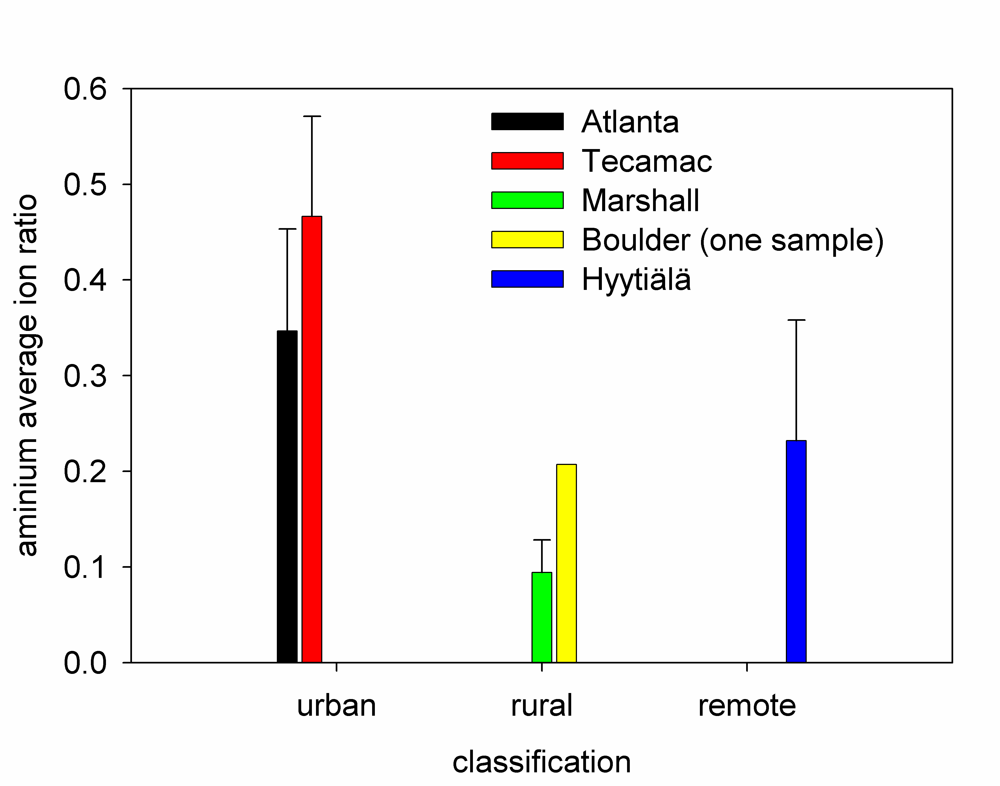 0.6
0.5
0.4
0.3
0.2
0.1
0.0
aminium average ion ratio
Atlanta
Tecamac
Marshall
Boulder (one sample)
Hyytiälä
urban rural remote
classification